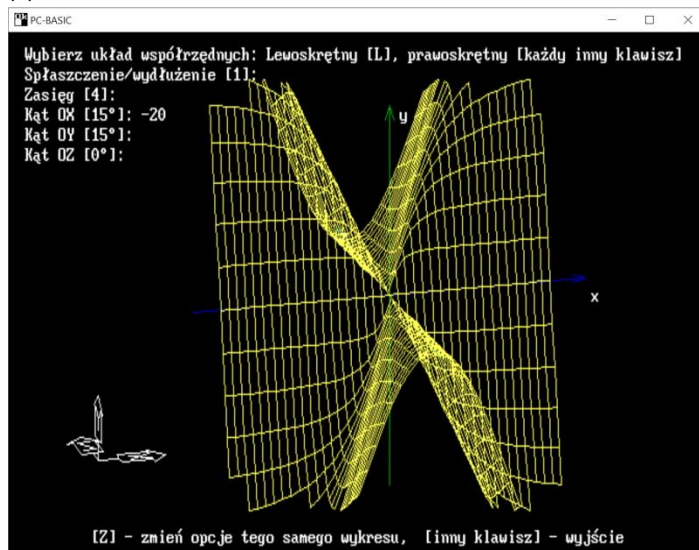 PC-BASIC
Wybierz układ współrzędnych: Lewoskrętny [L], prawoskrętny [każdy inny klawisz]
Spłaszczenie/wydłużenie [1]:
Zasięg [4]:
Kąt OX [15°]: -20
Kąt OY [15°]:
Kąt OZ [0°]:
y
x
[Z] - zmień opcje tego samego wykresu, [inny klawisz] - wyjście